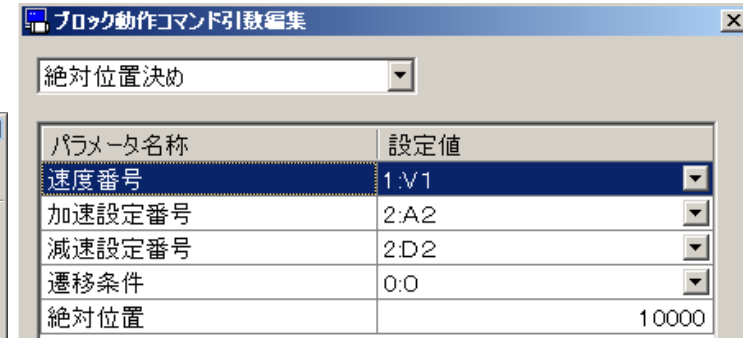 ブロック動作コマンド引数編集
絶対位置決め
パラメータ名称 設定値
速度番号 1:V1
加速設定番号 2:A2
減速設定番号 2:D2
遷移条件 0:O
絶対位置 10000